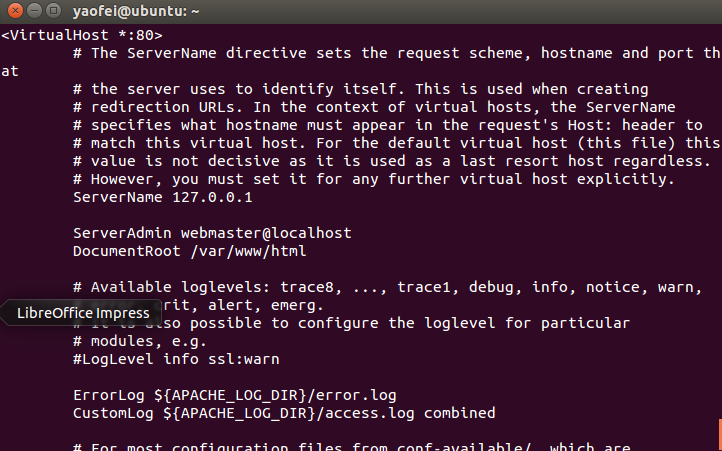 yaofei@ubuntu: ~
<VirtualHost *:80>
# The ServerName directive sets the request scheme, hostname and port th
at
# the server uses to identify itself. This is used when creating
# redirection URLs. In the context of virtual hosts, the ServerName
# specifies what hostname must appear in the request's Host: header to
# match this virtual host. For the default virtual host (this file) this
# value is not decisive as it is used as a last resort host regardless.
# However, you must set it for any further virtual host explicitly.
ServerName 127.0.0.1
ServerAdmin webmaster@localhost
DocumentRoot /var/www/html
# Available loglevels: trace8, ..., trace1, debug, info, notice, warn,
alert, emerg.
LibreOffice Impress
also possible to configure the loglevel for particular
# modules, e.g.
#LogLevel info ssl:warn
ErrorLog ${APACHE_LOG_DIR}/error.log
CustomLog ${APACHE_LOG_DIR}/access.log combined
# For most configuration files from conf-available/, which are